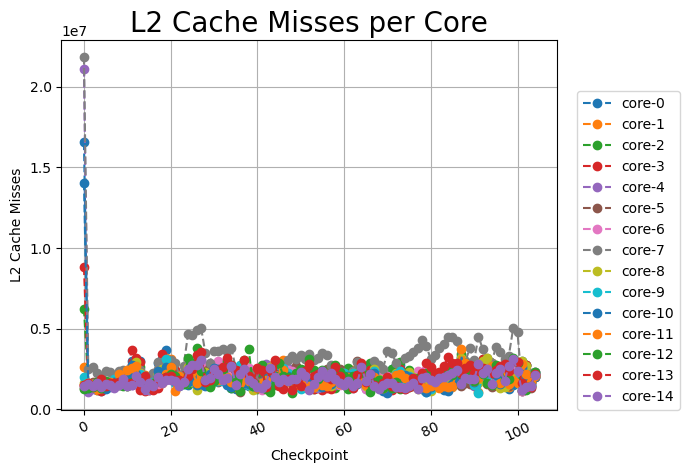 L2 Cache Misses per Core
1e7
2.0
1.5
1.0
0.5
0.0
L2 Cache Misses
0
20
40
60
80
100
Checkpoint
core-0
core-1
core-2
core-3
core-4
core-5
core-6
core-7
core-8
core-9
core-10
core-11
core-12
core-13
core-14